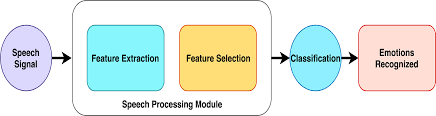 Speech
Signal
Feature Extraction
Feature Selection
Speech Processing Module
Classification
Emotions
Recognized